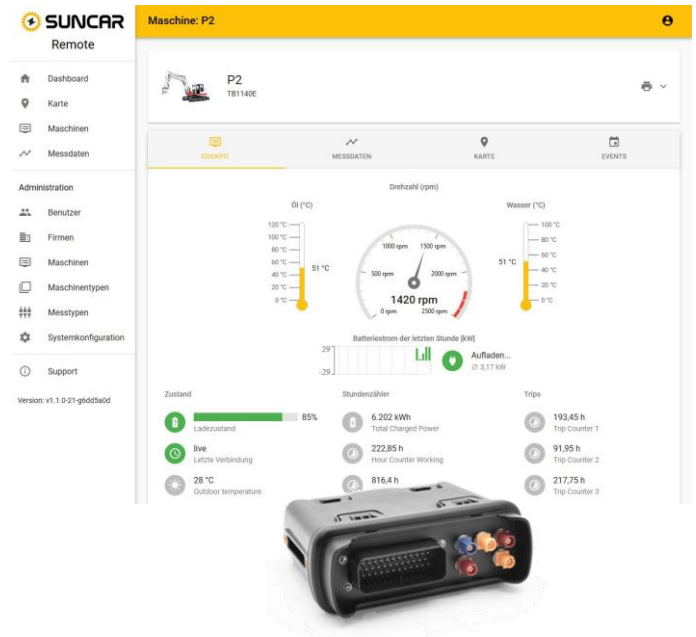 SUNCAR
Remote
Dashboard
Karte
Maschinen
Messdaten
Administration
Benutzer
Firmen
Maschinen
Maschinentypen
Messtypen
Systemkonfiguration
Support
Version: v1.1.0-21-g6dd5a0d
Maschine: P2
P2
TB1140E
COCKPIT
MESSDATEN
KARTE
EVENTS
Drehzahl (rpm)
Öl (°C)
120 °C
100 °C
80 °C
60 °C
40 °C
20 °C
0 °C
51 °C
1000 rpm
1500 rpm
500 rpm
2000 rpm
1420 rpm
0 rpm
2500 rpm
Wasser (°C)
100 °C
80 °C
60 °C
40 °C
20 °C
0 °C
51 °C
Batteriestrom der letzten Stunde [kW]
29
-29
Aufladen...
∅ 3,17 kW
Zustand
85%
Ladezustand
live
Letzte Verbindung
28 °C
Outdoor temperature
Stundenzähler
6.202 kWh
Total Charged Power
222,85 h
Hour Counter Working
816,4 h
Trips
193,45 h
Trip Counter 1
91,95 h
Trip Counter 2
217,75 h
Trip Counter 3